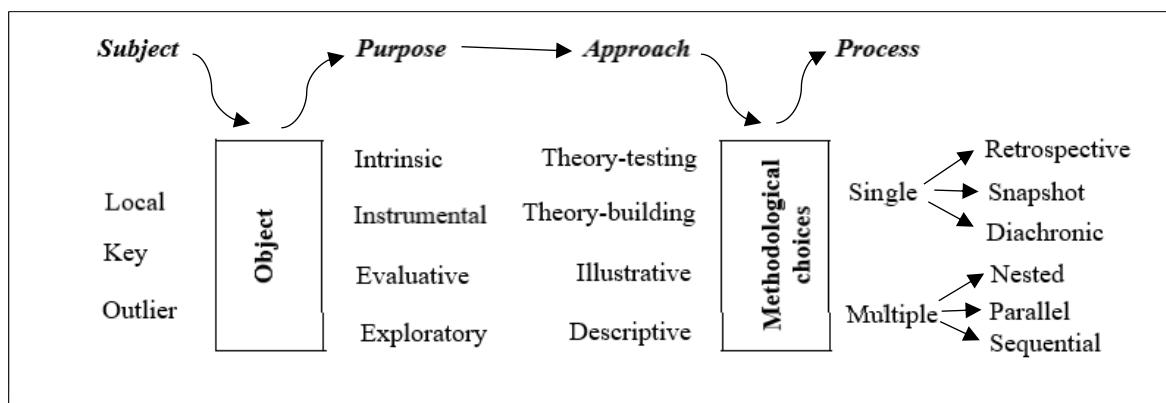 Subject
Purpose
Approach
Process
Local
Key
Outlier
Object
Intrinsic
Instrumental
Evaluative
Exploratory
Theory-testing
Theory-building
Illustrative
Descriptive
Methodological
choices
Single
Retrospective
Snapshot
Diachronic
Multiple
Nested
Parallel
Sequential